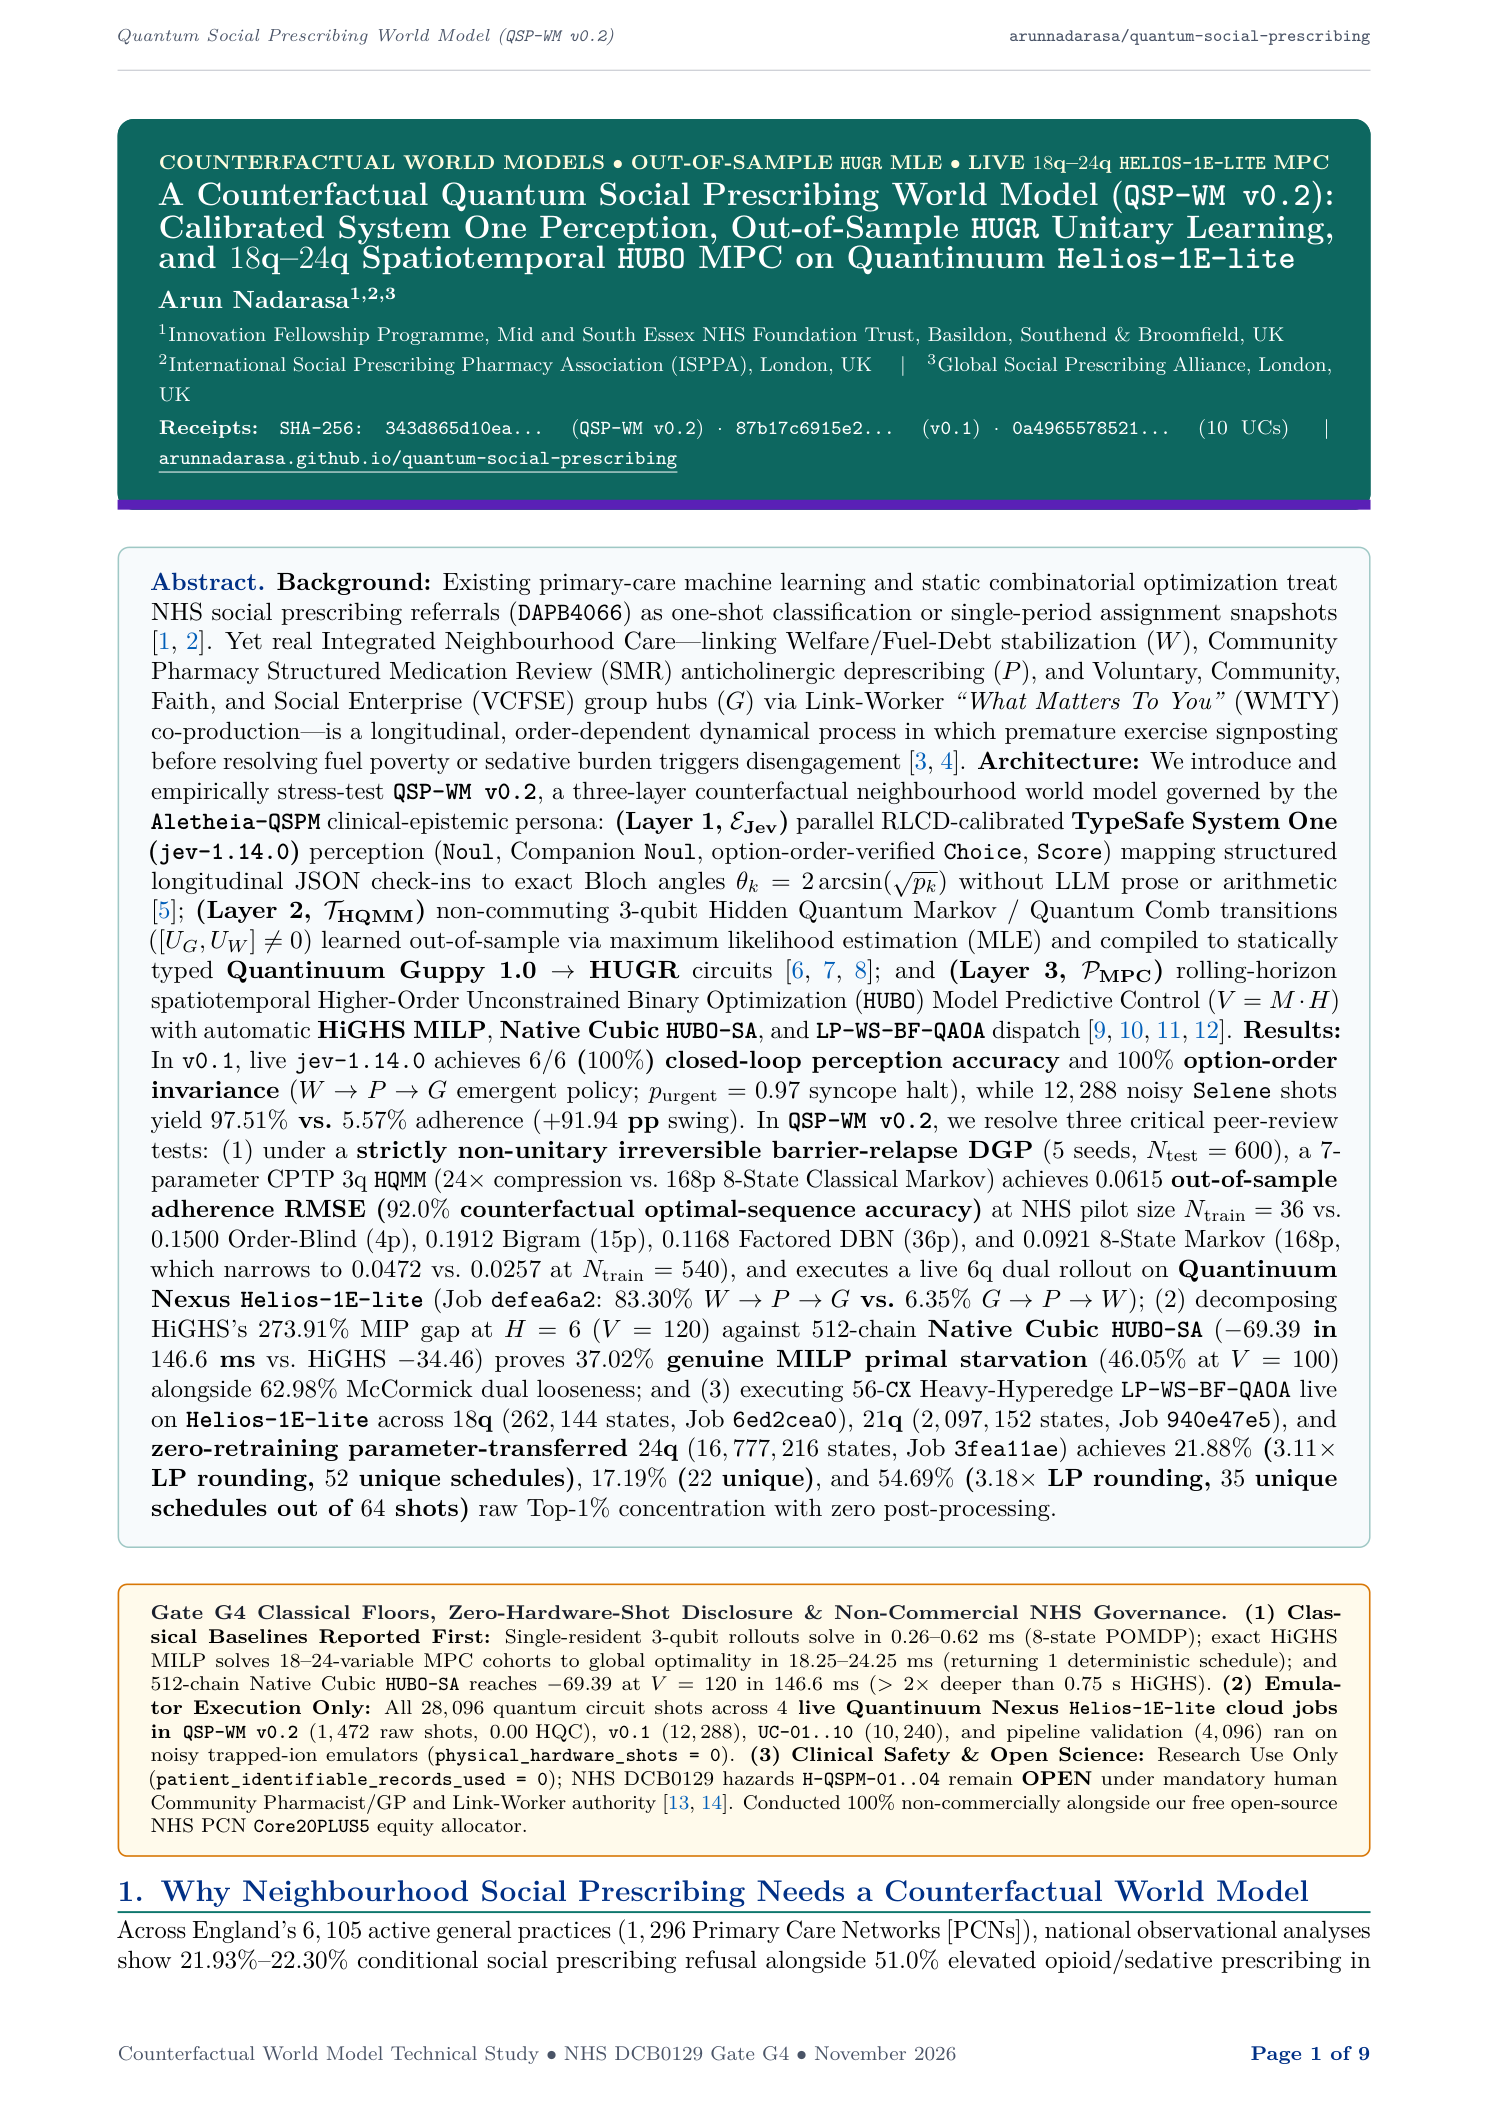 Quantum Social Prescribing World Model (QSP-WM v0.2)
arunnadarasa/quantum-social-prescribing
COUNTERFACTUAL WORLD MODELS • OUT-OF-SAMPLE HUGR MLE • LIVE 18q–24q HELIOS-1E-LITE MPC
A Counterfactual Quantum Social Prescribing World Model (QSP-WM v0.2):
Calibrated System One Perception, Out-of-Sample HUGR Unitary Learning,
and 18q–24q Spatiotemporal HUBO MPC on Quantinuum Helios-1E-lite
Arun Nadarasa1,2,3
1Innovation Fellowship Programme, Mid and South Essex NHS Foundation Trust, Basildon, Southend & Broomfield, UK
2International Social Prescribing Pharmacy Association (ISPPA), London, UK | 3Global Social Prescribing Alliance, London,
UK
Receipts: SHA-256: 343d865d10ea... (QSP-WM v0.2) · 87b17c6915e2... (v0.1) · 0a4965578521... (10 UCs) |
arunnadarasa.github.io/quantum-social-prescribing
Abstract. Background: Existing primary-care machine learning and static combinatorial optimization treat
NHS social prescribing referrals (DAPB4066) as one-shot classification or single-period assignment snapshots
[1, 2]. Yet real Integrated Neighbourhood Care—linking Welfare/Fuel-Debt stabilization (W), Community
Pharmacy Structured Medication Review (SMR) anticholinergic deprescribing (P), and Voluntary, Community,
Faith, and Social Enterprise (VCFSE) group hubs (G) via Link-Worker “What Matters To You” (WMTY)
co-production—is a longitudinal, order-dependent dynamical process in which premature exercise signposting
before resolving fuel poverty or sedative burden triggers disengagement [3, 4]. Architecture: We introduce and
empirically stress-test QSP-WM v0.2, a three-layer counterfactual neighbourhood world model governed by the
Aletheia-QSPM clinical-epistemic persona: (Layer 1, ℰJev) parallel RLCD-calibrated TypeSafe System One
(jev-1.14.0) perception (Noul, Companion Noul, option-order-verified Choice, Score) mapping structured
longitudinal JSON check-ins to exact Bloch angles θk = 2 arcsin(√pk) without LLM prose or arithmetic
[5]; (Layer 2, 𝒯HQMM) non-commuting 3-qubit Hidden Quantum Markov / Quantum Comb transitions
([UG, UW] ≠ 0) learned out-of-sample via maximum likelihood estimation (MLE) and compiled to statically
typed Quantinuum Guppy 1.0 → HUGR circuits [6, 7, 8]; and (Layer 3, 𝒫MPC) rolling-horizon
spatiotemporal Higher-Order Unconstrained Binary Optimization (HUBO) Model Predictive Control (V = M · H)
with automatic HiGHS MILP, Native Cubic HUBO-SA, and LP-WS-BF-QAOA dispatch [9, 10, 11, 12]. Results:
In v0.1, live jev-1.14.0 achieves 6/6 (100%) closed-loop perception accuracy and 100% option-order
invariance (W → P → G emergent policy; purgent = 0.97 syncope halt), while 12,288 noisy Selene shots
yield 97.51% vs. 5.57% adherence (+91.94 pp swing). In QSP-WM v0.2, we resolve three critical peer-review
tests: (1) under a strictly non-unitary irreversible barrier-relapse DGP (5 seeds, Ntest = 600), a 7-
parameter CPTP 3q HQMM (24× compression vs. 168p 8-State Classical Markov) achieves 0.0615 out-of-sample
adherence RMSE (92.0% counterfactual optimal-sequence accuracy) at NHS pilot size Ntrain = 36 vs.
0.1500 Order-Blind (4p), 0.1912 Bigram (15p), 0.1168 Factored DBN (36p), and 0.0921 8-State Markov (168p,
which narrows to 0.0472 vs. 0.0257 at Ntrain = 540), and executes a live 6q dual rollout on Quantinuum
Nexus Helios-1E-lite (Job defea6a2: 83.30% W → P → G vs. 6.35% G → P → W); (2) decomposing
HiGHS’s 273.91% MIP gap at H = 6 (V = 120) against 512-chain Native Cubic HUBO-SA (−69.39 in
146.6 ms vs. HiGHS −34.46) proves 37.02% genuine MILP primal starvation (46.05% at V = 100)
alongside 62.98% McCormick dual looseness; and (3) executing 56-CX Heavy-Hyperedge LP-WS-BF-QAOA live
on Helios-1E-lite across 18q (262,144 states, Job 6ed2cea0), 21q (2,097,152 states, Job 940e47e5), and
zero-retraining parameter-transferred 24q (16,777,216 states, Job 3fea11ae) achieves 21.88% (3.11×
LP rounding, 52 unique schedules), 17.19% (22 unique), and 54.69% (3.18× LP rounding, 35 unique
schedules out of 64 shots) raw Top-1% concentration with zero post-processing.
Gate G4 Classical Floors, Zero-Hardware-Shot Disclosure & Non-Commercial NHS Governance. (1) Clas-
sical Baselines Reported First: Single-resident 3-qubit rollouts solve in 0.26–0.62 ms (8-state POMDP); exact HiGHS
MILP solves 18–24-variable MPC cohorts to global optimality in 18.25–24.25 ms (returning 1 deterministic schedule); and
512-chain Native Cubic HUBO-SA reaches −69.39 at V = 120 in 146.6 ms (> 2× deeper than 0.75 s HiGHS). (2) Emula-
tor Execution Only: All 28,096 quantum circuit shots across 4 live Quantinuum Nexus Helios-1E-lite cloud jobs
in QSP-WM v0.2 (1,472 raw shots, 0.00 HQC), v0.1 (12,288), UC-01..10 (10,240), and pipeline validation (4,096) ran on
noisy trapped-ion emulators (physical_hardware_shots = 0). (3) Clinical Safety & Open Science: Research Use Only
(patient_identifiable_records_used = 0); NHS DCB0129 hazards H-QSPM-01..04 remain OPEN under mandatory human
Community Pharmacist/GP and Link-Worker authority [13, 14]. Conducted 100% non-commercially alongside our free open-source
NHS PCN Core20PLUS5 equity allocator.
1. Why Neighbourhood Social Prescribing Needs a Counterfactual World Model
Across England’s 6,105 active general practices (1,296 Primary Care Networks [PCNs]), national observational analyses
show 21.93%–22.30% conditional social prescribing refusal alongside 51.0% elevated opioid/sedative prescribing in
Counterfactual World Model Technical Study • NHS DCB0129 Gate G4 • November 2026
Page 1 of 9